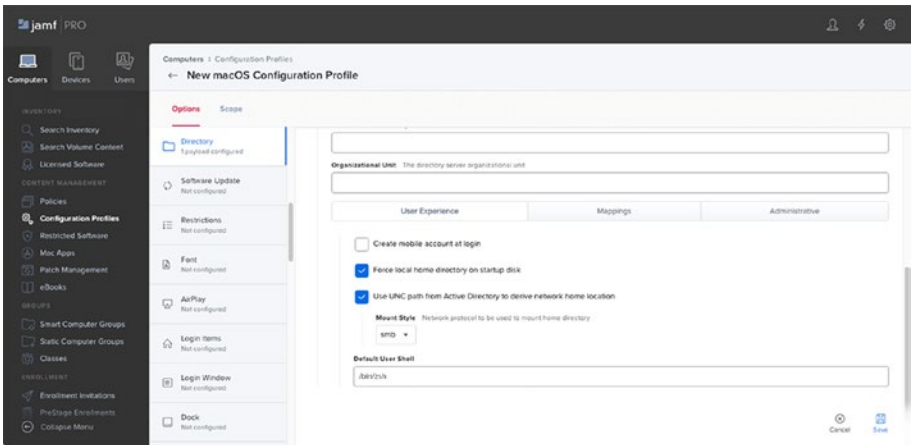 jamf PRO
Computers
Devices
Users
INVENTORY
Search Inventory
Search Volume Content
Licensed Software
CONTENT MANAGEMENT
Policies
Configuration Profiles
Restricted Software
Mac Apps
Patch Management
eBooks
GROUPS
Smart Computer Groups
Static Computer Groups
Classes
ENROLLMENT
Enrollment Invitations
PreStage Enrollments
Collapse Menu
Computers : Configuration Profiles
← New macOS Configuration Profile
Options
Scope
Directory
1 payload configured
Software Update
Not configured
Restrictions
Not configured
Font
Not configured
AirPlay
Not configured
Login Items
Not configured
Login Window
Not configured
Dock
Not configured
Organizational Unit The directory server organizational unit
User Experience
Mappings
Administrative
Create mobile account at login
Force local home directory on startup disk
Use UNC path from Active Directory to derive network home location
Mount Style Network protocol to be used to mount home directory
smb
Default User Shell
/bin/zsh
Cancel
Save